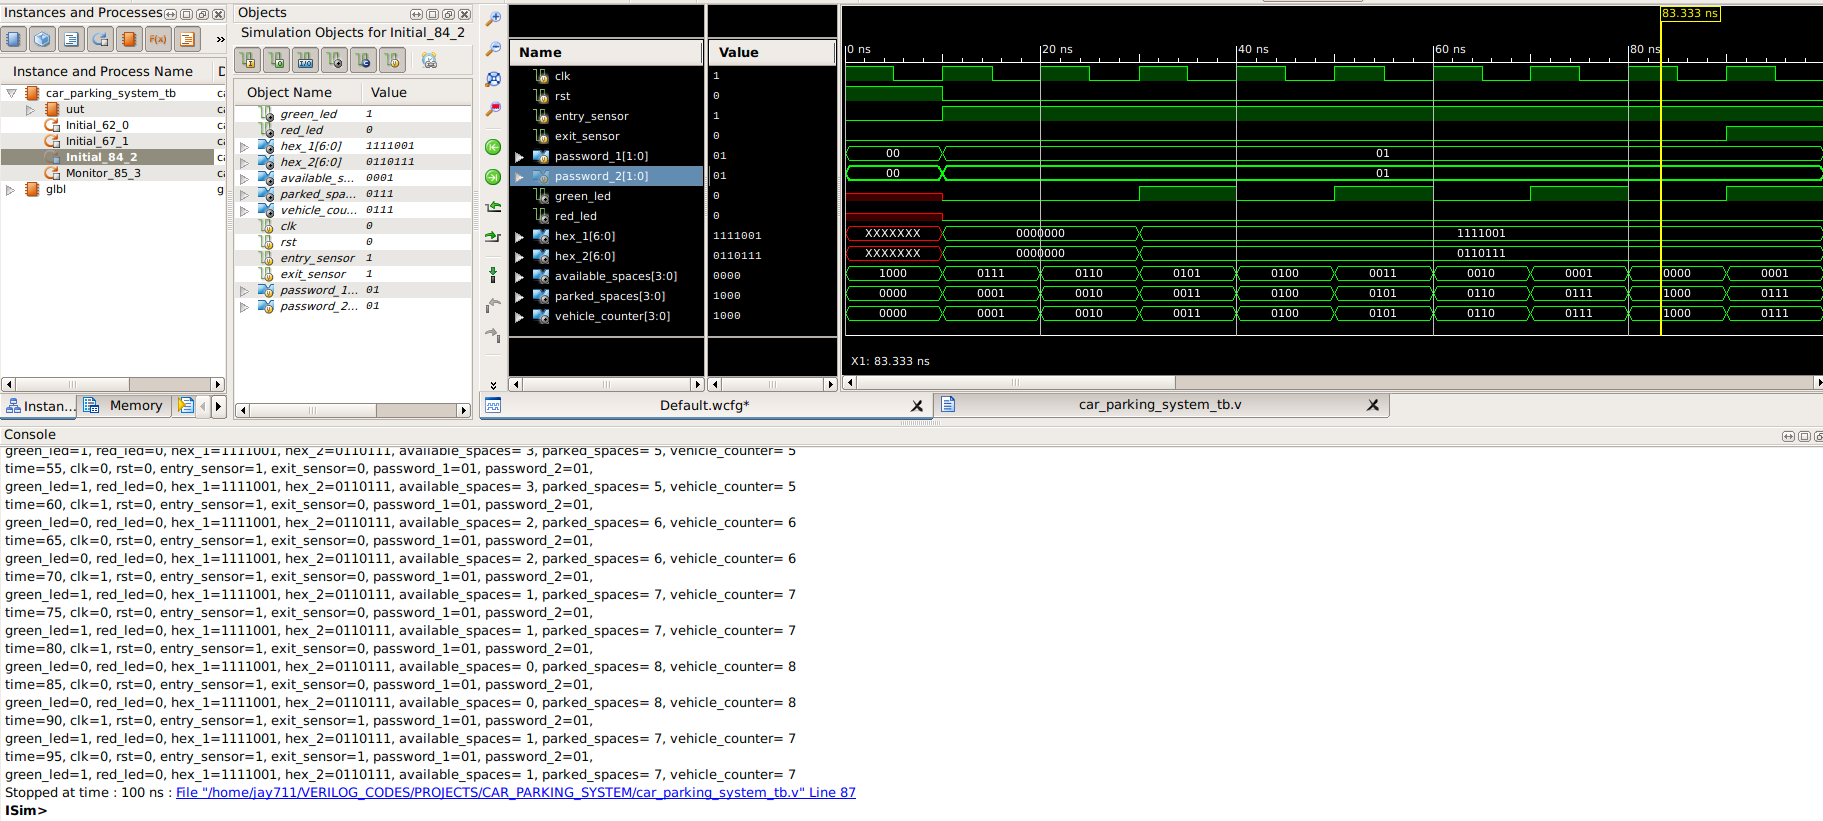 Instances and Processes
Instance and Process Name D
car_parking_system_tb ca
uut ca
Initial_62_0 ca
Initial_67_1 ca
Initial_84_2 ca
Monitor_85_3 ca
glbl g
Instan... Memory
Objects
Simulation Objects for Initial_84_2
Object Name Value
green_led 1
red_led 0
hex_1[6:0] 1111001
hex_2[6:0] 0110111
available_s... 0001
parked_spa... 0111
vehicle_cou... 0111
clk 0
rst 0
entry_sensor 1
exit_sensor 1
password_1... 01
password_2... 01
Name Value
clk 1
rst 0
entry_sensor 1
exit_sensor 0
password_1[1:0] 01
password_2[1:0] 01
green_led 0
red_led 0
hex_1[6:0] 1111001
hex_2[6:0] 0110111
available_spaces[3:0] 0000
parked_spaces[3:0] 1000
vehicle_counter[3:0] 1000
83.333 ns
0 ns 20 ns 40 ns 60 ns 80 ns
00 01
00 01
XXXXXXX 0000000 1111001
XXXXXXX 0000000 0110111
1000 0111 0110 0101 0100 0011 0010 0001 0000 0001
0000 0001 0010 0011 0100 0101 0110 0111 1000 0111
0000 0001 0010 0011 0100 0101 0110 0111 1000 0111
X1: 83.333 ns
Default.wcfg* car_parking_system_tb.v
Console
green_led=1, red_led=0, hex_1=1111001, hex_2=0110111, available_spaces= 3, parked_spaces= 5, vehicle_counter= 5
time=55, clk=0, rst=0, entry_sensor=1, exit_sensor=0, password_1=01, password_2=01,
green_led=1, red_led=0, hex_1=1111001, hex_2=0110111, available_spaces= 3, parked_spaces= 5, vehicle_counter= 5
time=60, clk=1, rst=0, entry_sensor=1, exit_sensor=0, password_1=01, password_2=01,
green_led=0, red_led=0, hex_1=1111001, hex_2=0110111, available_spaces= 2, parked_spaces= 6, vehicle_counter= 6
time=65, clk=0, rst=0, entry_sensor=1, exit_sensor=0, password_1=01, password_2=01,
green_led=0, red_led=0, hex_1=1111001, hex_2=0110111, available_spaces= 2, parked_spaces= 6, vehicle_counter= 6
time=70, clk=1, rst=0, entry_sensor=1, exit_sensor=0, password_1=01, password_2=01,
green_led=1, red_led=0, hex_1=1111001, hex_2=0110111, available_spaces= 1, parked_spaces= 7, vehicle_counter= 7
time=75, clk=0, rst=0, entry_sensor=1, exit_sensor=0, password_1=01, password_2=01,
green_led=1, red_led=0, hex_1=1111001, hex_2=0110111, available_spaces= 1, parked_spaces= 7, vehicle_counter= 7
time=80, clk=1, rst=0, entry_sensor=1, exit_sensor=0, password_1=01, password_2=01,
green_led=0, red_led=0, hex_1=1111001, hex_2=0110111, available_spaces= 0, parked_spaces= 8, vehicle_counter= 8
time=85, clk=0, rst=0, entry_sensor=1, exit_sensor=0, password_1=01, password_2=01,
green_led=0, red_led=0, hex_1=1111001, hex_2=0110111, available_spaces= 0, parked_spaces= 8, vehicle_counter= 8
time=90, clk=1, rst=0, entry_sensor=1, exit_sensor=1, password_1=01, password_2=01,
green_led=1, red_led=0, hex_1=1111001, hex_2=0110111, available_spaces= 1, parked_spaces= 7, vehicle_counter= 7
time=95, clk=0, rst=0, entry_sensor=1, exit_sensor=1, password_1=01, password_2=01,
green_led=1, red_led=0, hex_1=1111001, hex_2=0110111, available_spaces= 1, parked_spaces= 7, vehicle_counter= 7
Stopped at time : 100 ns : File "/home/jay711/VERILOG_CODES/PROJECTS/CAR_PARKING_SYSTEM/car_parking_system_tb.v" Line 87
ISim>